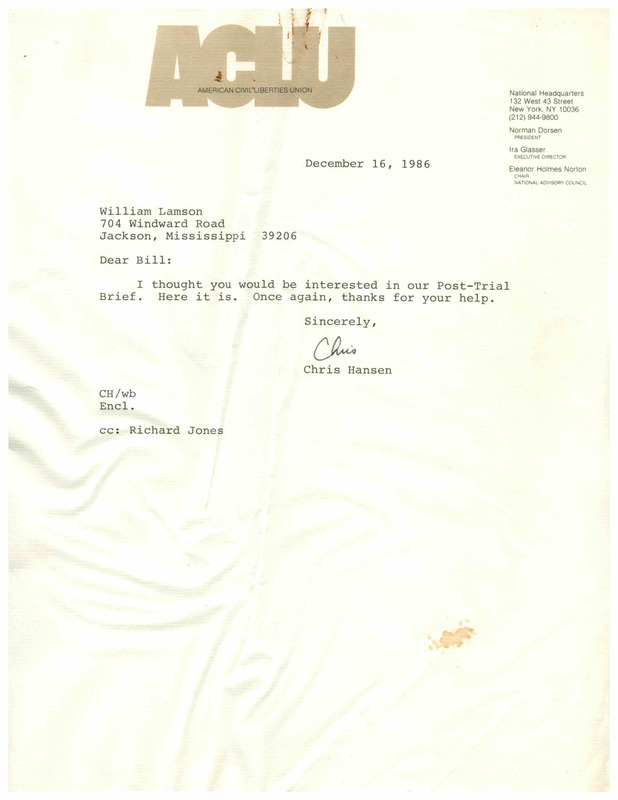 ACLU
AMERICAN CIVIL LIBERTIES UNION
National Headquarters
132 West 43 Street
New York, NY 10036
(212) 944-9800
Norman Dorsen
PRESIDENT
Ira Glasser
EXECUTIVE DIRECTOR
Eleanor Holmes Norton
CHAIR
NATIONAL ADVISORY COUNCIL
December 16, 1986
William Lamson
704 Windward Road
Jackson, Mississippi 39206
Dear Bill:
I thought you would be interested in our Post-Trial
Brief. Here it is. Once again, thanks for your help.
Sincerely,
Chris
Chris Hansen
CH/wb
Encl.
cc: Richard Jones